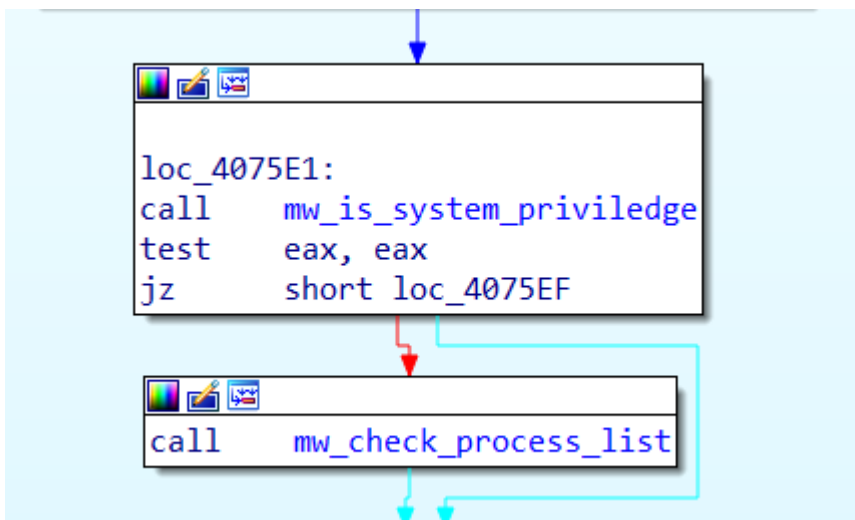 loc_4075E1:
call mw_is_system_priviledge
test eax, eax
jz short loc_4075EF
call mw_check_process_list